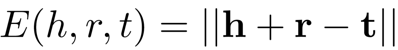 E(h, r, t) = ||h + r − t||